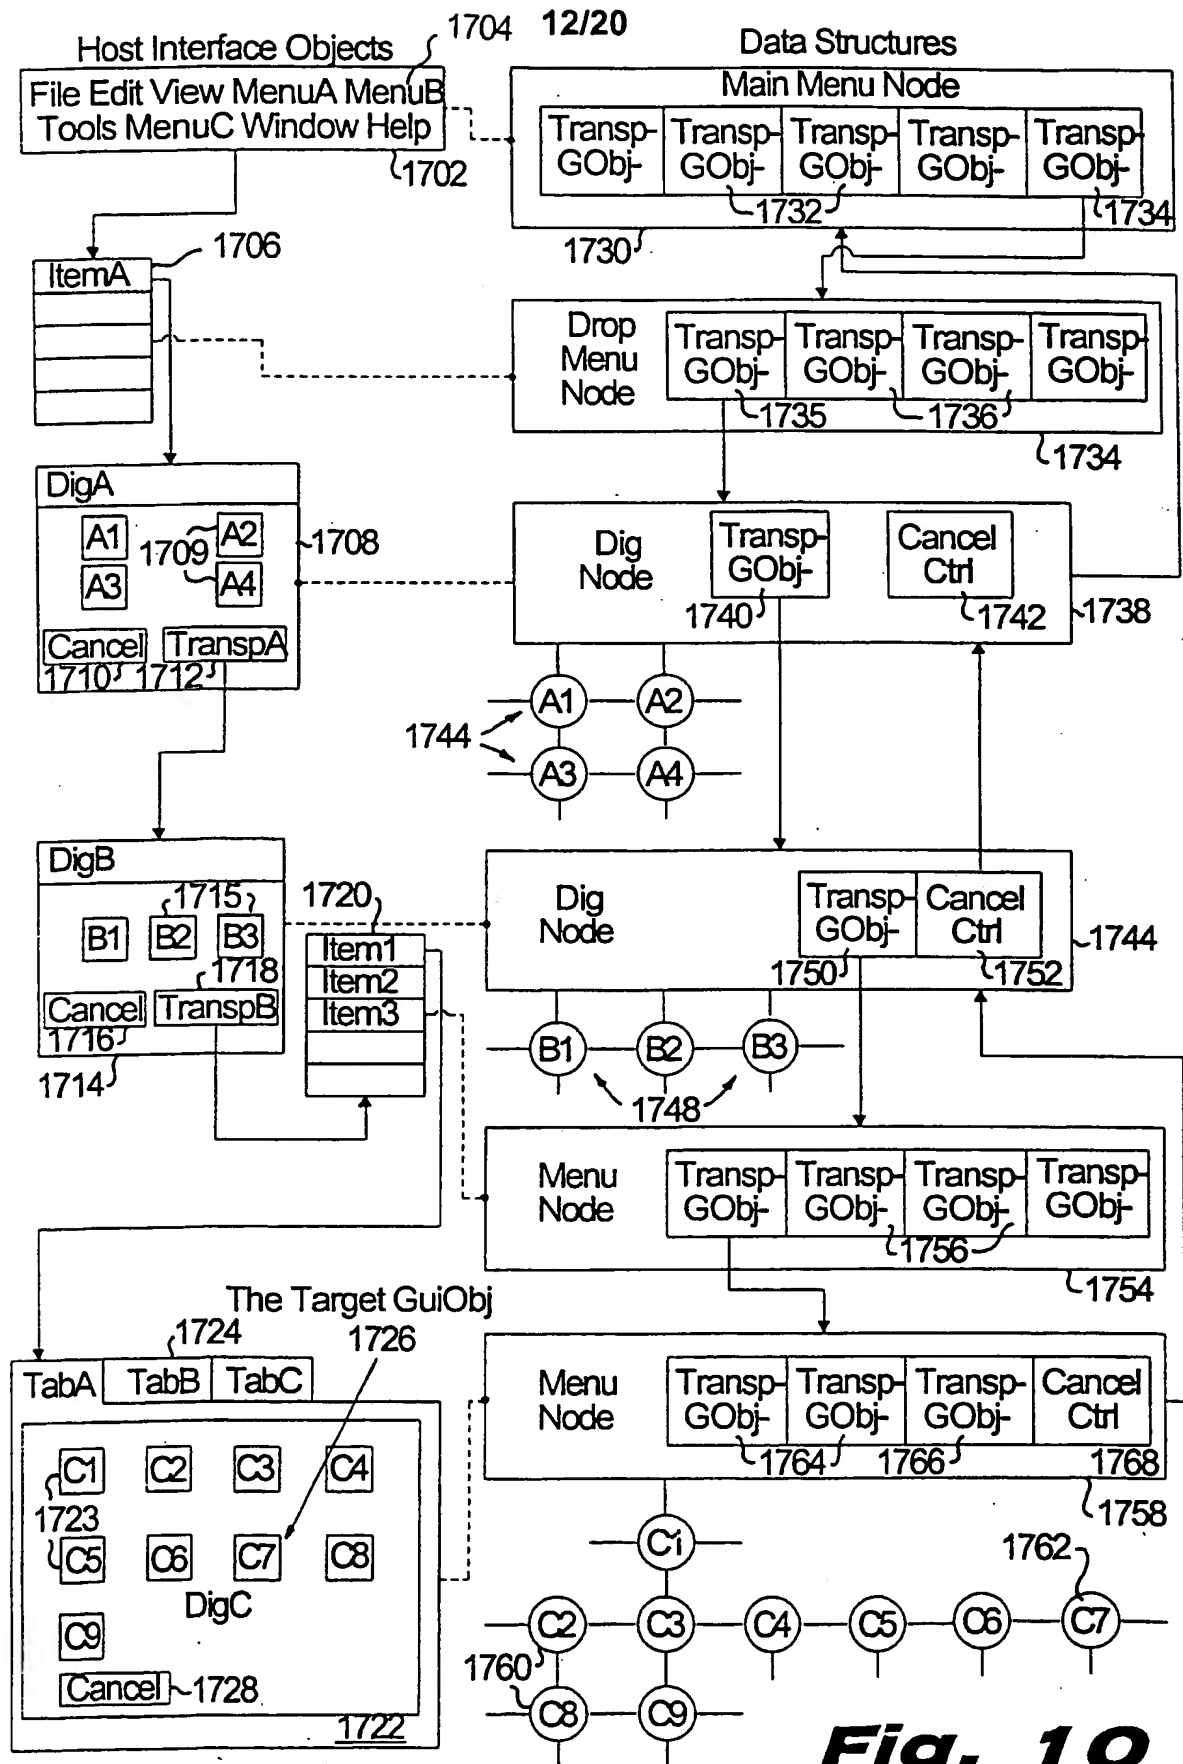 12/20
Host Interface Objects
1704
File Edit View MenuA MenuB
Tools MenuC Window Help
1702
1706
ItemA
DigA
A1
A2
1709
A3
A4
1708
Cancel
TranspA
1710
1712
DigB
1715
B1
B2
B3
1718
Cancel
TranspB
1716
1714
1720
Item1
Item2
Item3
The Target GuiObj
1724
1726
TabA
TabB
TabC
C1
C2
C3
C4
1723
C5
C6
C7
C8
DigC
C9
Cancel
1728
1722
Data Structures
Main Menu Node
Transp- Transp- Transp- Transp- Transp-
GObj- GObj- GObj- GObj- GObj-
1732
1734
1730
Drop
Menu
Node
Transp- Transp- Transp- Transp-
GObj- GObj- GObj- GObj-
1735
1736
1734
Dig
Node
Transp-
GObj-
Cancel
Ctrl
1740
1742
1738
A1
A2
1744
A3
A4
Dig
Node
Transp-
GObj-
Cancel
Ctrl
1750
1752
1744
B1
B2
B3
1748
Menu
Node
Transp- Transp- Transp- Transp-
GObj- GObj- GObj- GObj-
1756
1754
Menu
Node
Transp- Transp- Transp- Cancel
GObj- GObj- GObj- Ctrl
1764
1766
1768
1758
C1
1762
C2
C3
C4
C5
C6
C7
1760
C8
C9
Fig. 10